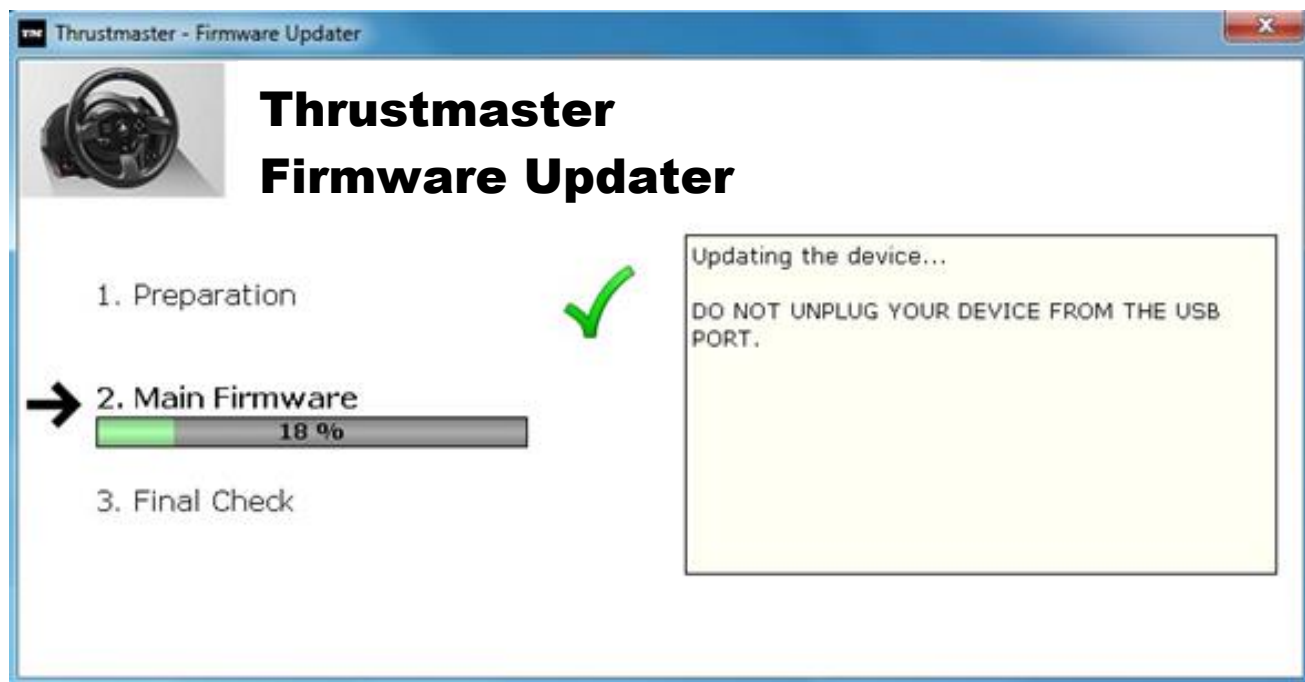 Thrustmaster - Firmware Updater
Thrustmaster
Firmware Updater
1. Preparation
2. Main Firmware
18 %
3. Final Check
Updating the device...
DO NOT UNPLUG YOUR DEVICE FROM THE USB
PORT.